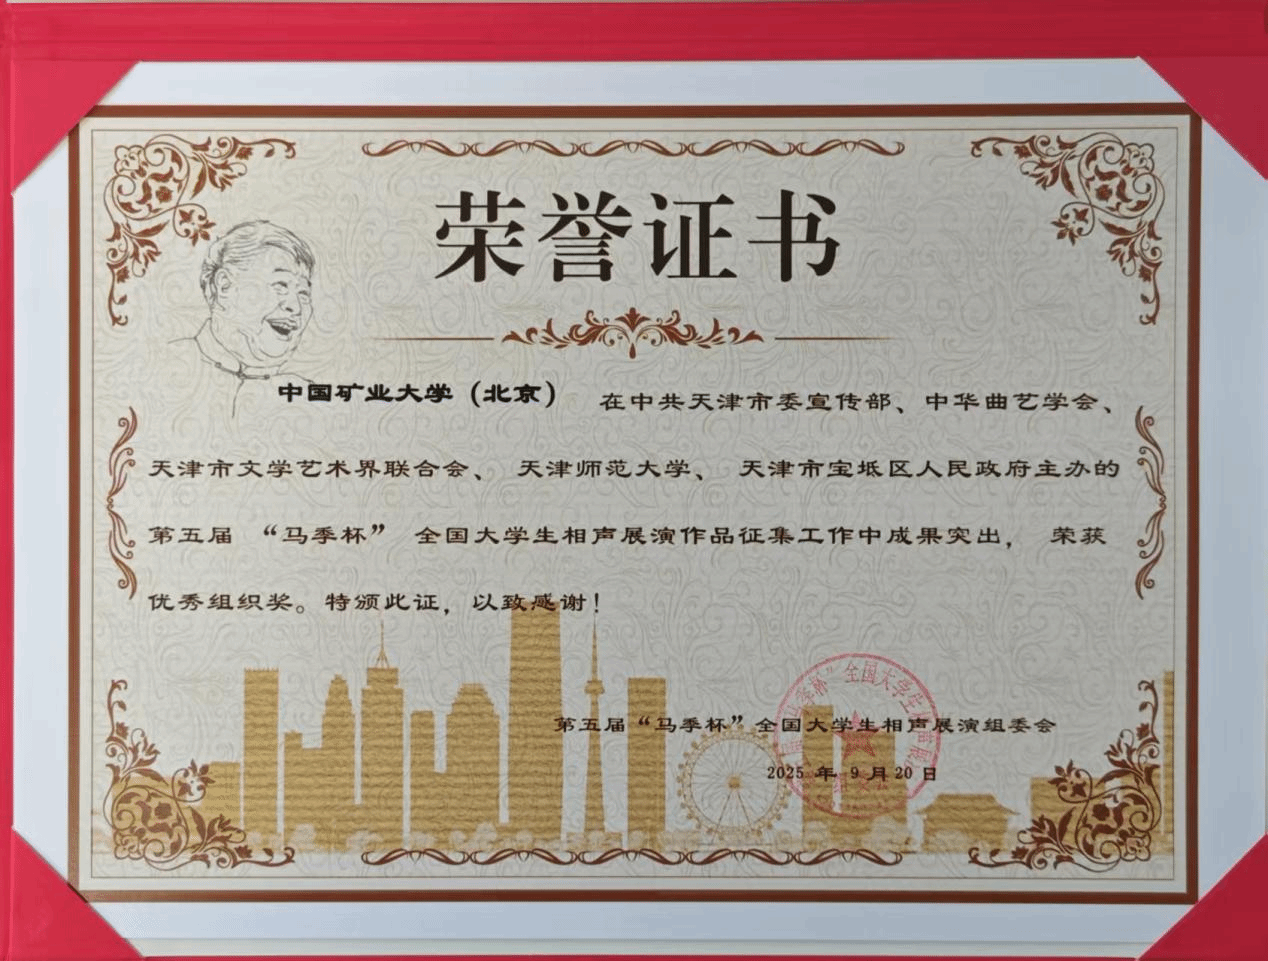 荣誉证书
中国矿业大学（北京） 在中共天津市委宣传部、中华曲艺学会、
天津市文学艺术界联合会、 天津师范大学、 天津市宝坻区人民政府主办的
第五届 “马季杯” 全国大学生相声展演作品征集工作中成果突出， 荣获
优秀组织奖。特颁此证，以致感谢！
第五届“马季杯”全国大学生相声展演组委会
2025 年 9 月 20 日